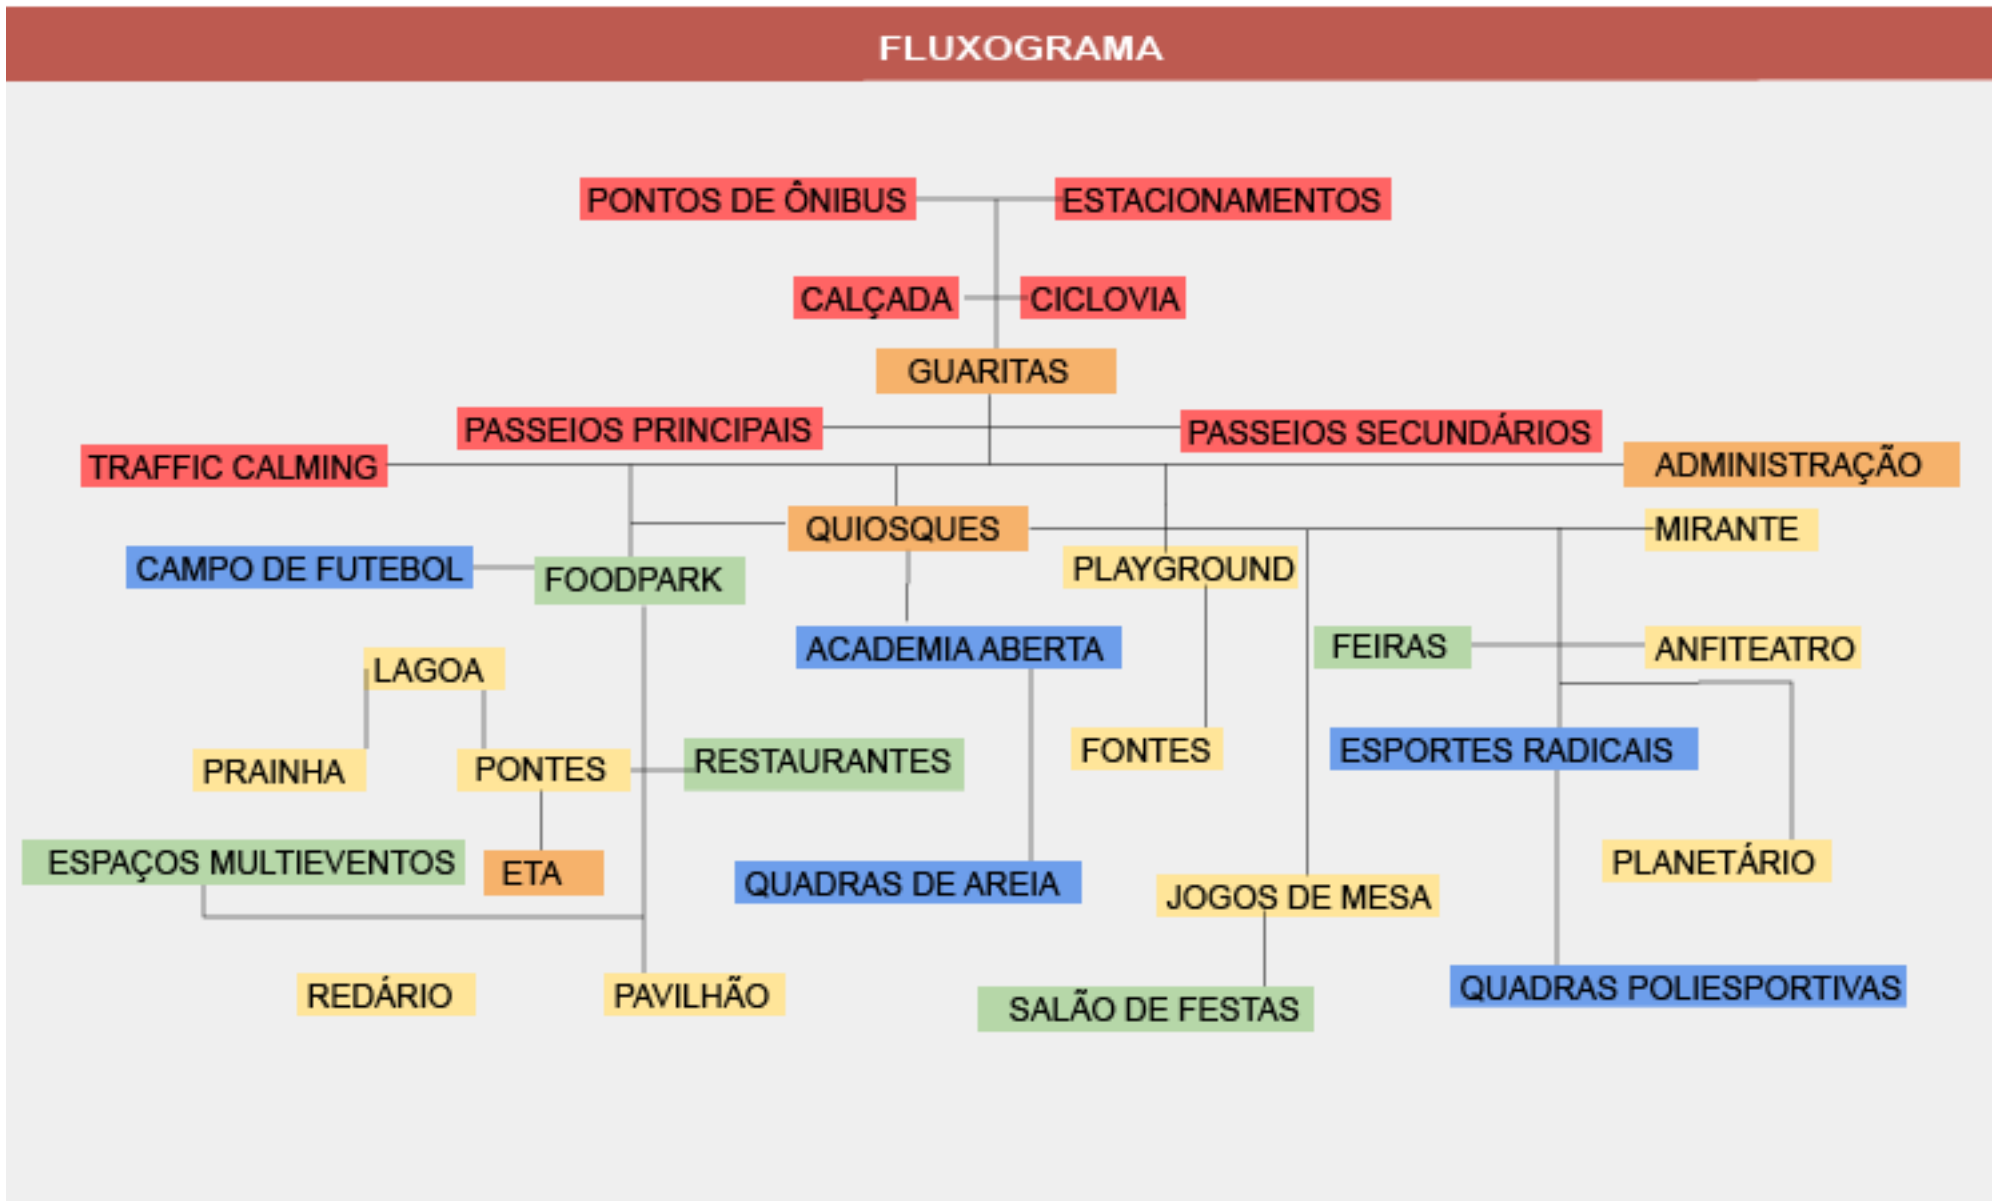 FLUXOGRAMA
PONTOS DE ÔNIBUS
ESTACIONAMENTOS
CALÇADA
CICLOVIA
GUARITAS
PASSEIOS PRINCIPAIS
PASSEIOS SECUNDÁRIOS
TRAFFIC CALMING
ADMINISTRAÇÃO
QUIOSQUES
MIRANTE
CAMPO DE FUTEBOL
FOODPARK
PLAYGROUND
ACADEMIA ABERTA
FEIRAS
ANFITEATRO
LAGOA
PRAINHA
PONTES
RESTAURANTES
FONTES
ESPORTES RADICAIS
ESPAÇOS MULTIEVENTOS
ETA
QUADRAS DE AREIA
JOGOS DE MESA
PLANETÁRIO
REDÁRIO
PAVILHÃO
SALÃO DE FESTAS
QUADRAS POLIESPORTIVAS